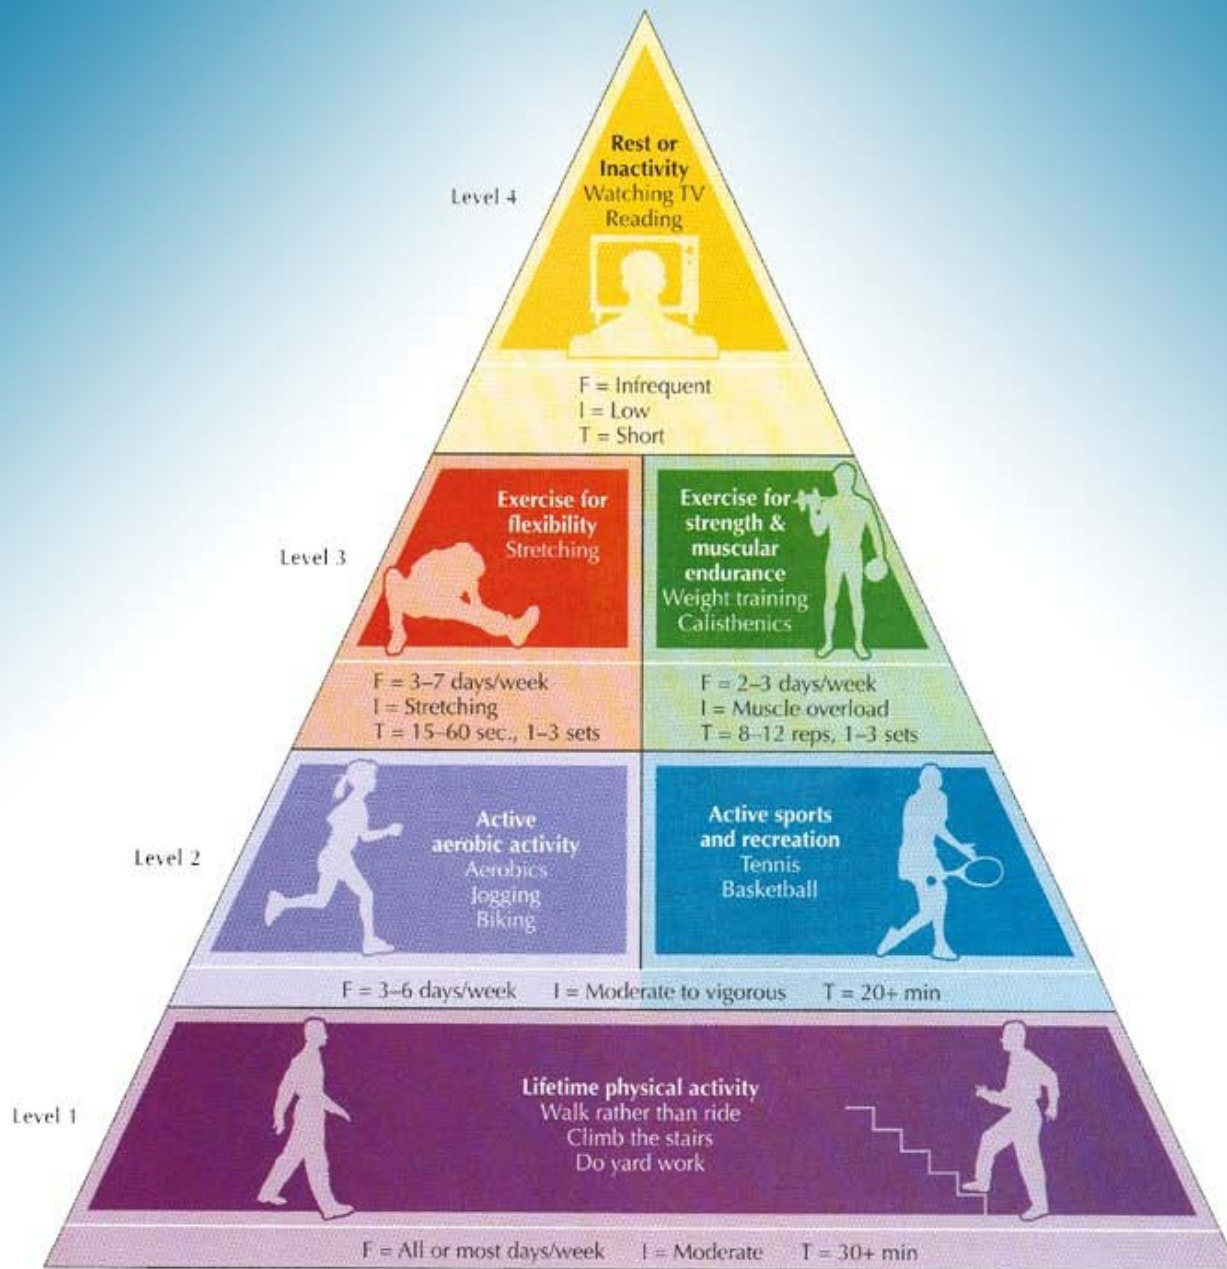 Level 4
Rest or
Inactivity
Watching TV
Reading
F = Infrequent
I = Low
T = Short
Level 3
Exercise for
flexibility
Stretching
F = 3–7 days/week
I = Stretching
T = 15–60 sec., 1–3 sets
Exercise for
strength &
muscular
endurance
Weight training
Calisthenics
F = 2–3 days/week
I = Muscle overload
T = 8–12 reps, 1–3 sets
Level 2
Active
aerobic activity
Aerobics
Jogging
Biking
Active sports
and recreation
Tennis
Basketball
F = 3–6 days/week I = Moderate to vigorous T = 20+ min
Level 1
Lifetime physical activity
Walk rather than ride
Climb the stairs
Do yard work
F = All or most days/week I = Moderate T = 30+ min